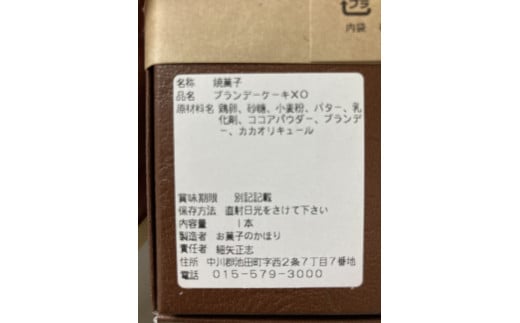 プラ
内袋
名称 焼菓子
品名 ブランデーケーキXO
原材料名 鶏卵、砂糖、小麦粉、バター、乳
化剤、ココアパウダー、ブランデ
ー、カカオリキュール
賞味期限 別記記載
保存方法 直射日光をさけて下さい
内容量 1本
製造者 お菓子のかほり
責任者 細矢正志
住所 中川郡池田町字西2条7丁目7番地
電話 015-579-3000